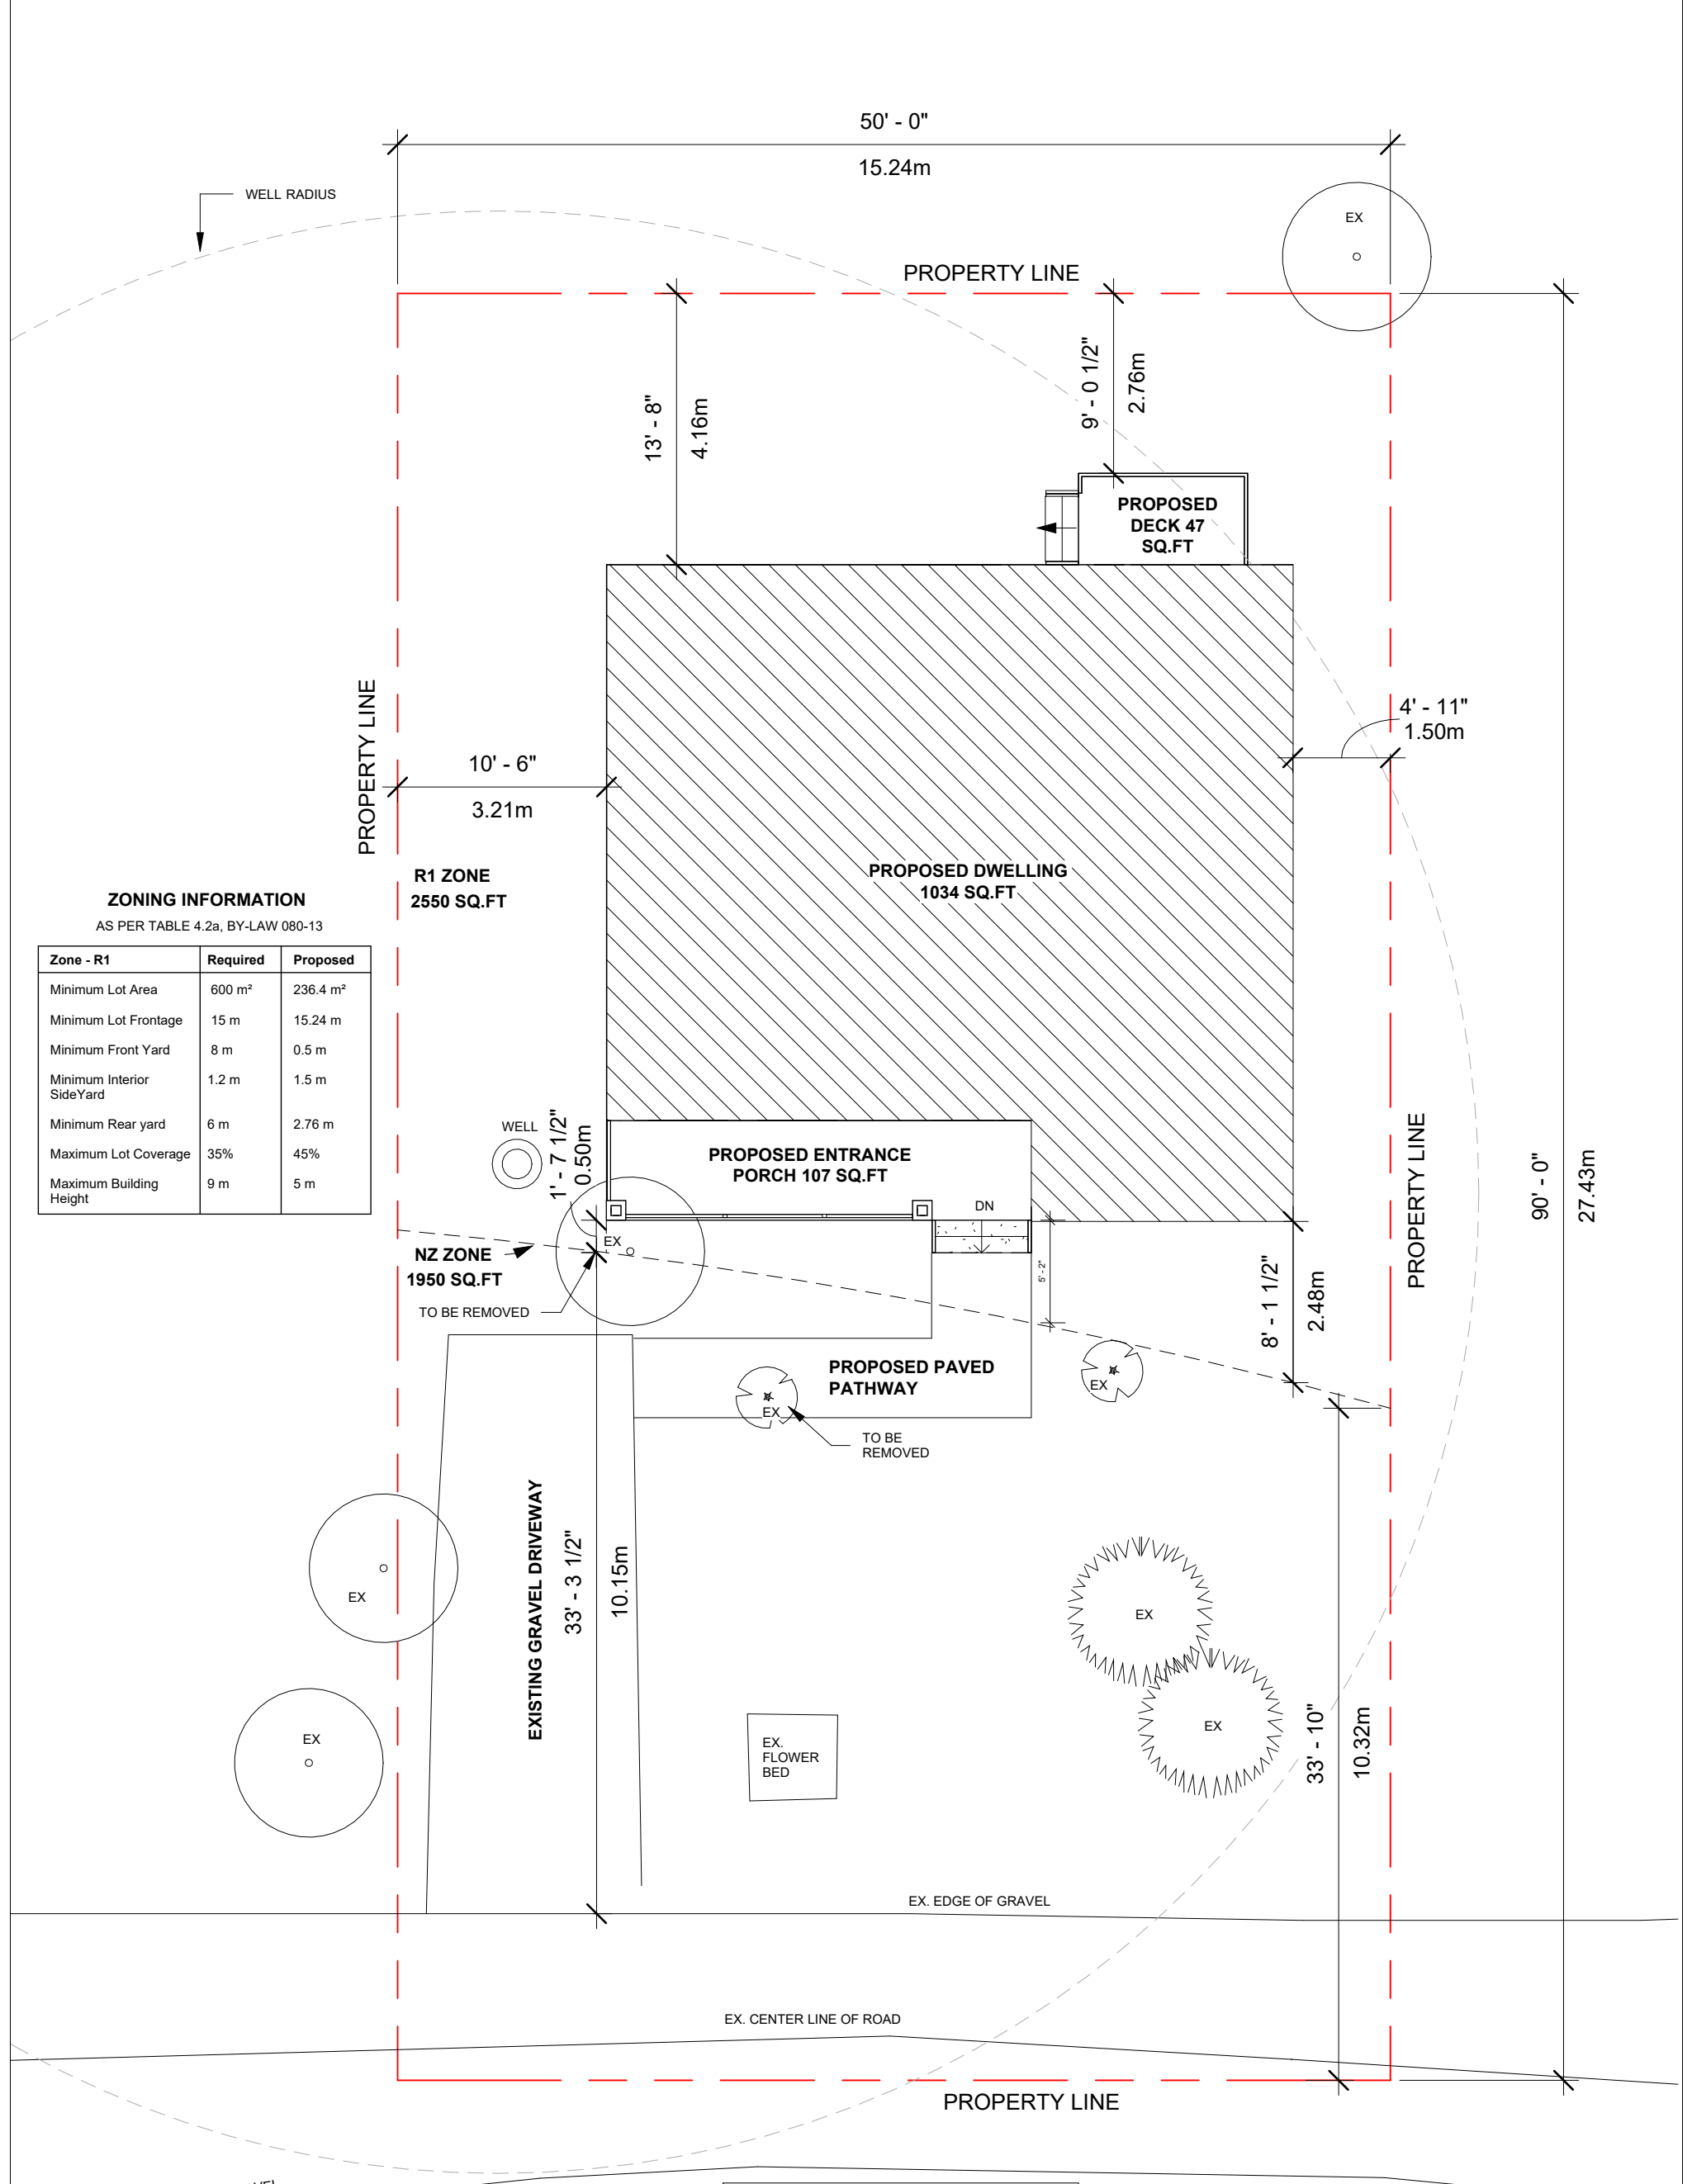 50' - 0"
15.24m
WELL RADIUS
EX
PROPERTY LINE
13' - 8"
4.16m
9' - 0 1/2"
2.76m
PROPOSED
DECK 47
SQ.FT
PROPERTY LINE
4' - 11"
1.50m
10' - 6"
3.21m
R1 ZONE
2550 SQ.FT
PROPOSED DWELLING
1034 SQ.FT
ZONING INFORMATION
AS PER TABLE 4.2a, BY-LAW 080-13
Zone - R1 Required Proposed
Minimum Lot Area 600 m² 236.4 m²
Minimum Lot Frontage 15 m 15.24 m
Minimum Front Yard 8 m 0.5 m
Minimum Interior
SideYard 1.2 m 1.5 m
Minimum Rear yard 6 m 2.76 m
Maximum Lot Coverage 35% 45%
Maximum Building
Height 9 m 5 m
WELL
1' - 7 1/2"
0.50m
PROPOSED ENTRANCE
PORCH 107 SQ.FT
DN
PROPERTY LINE
90' - 0"
27.43m
EX
NZ ZONE
1950 SQ.FT
TO BE REMOVED
5' - 2"
8' - 1 1/2"
2.48m
PROPOSED PAVED
PATHWAY
EX
EX
TO BE
REMOVED
EXISTING GRAVEL DRIVEWAY
33' - 3 1/2"
10.15m
EX
EX
EX
EX
EX.
FLOWER
BED
33' - 10"
10.32m
EX. EDGE OF GRAVEL
EX. CENTER LINE OF ROAD
PROPERTY LINE